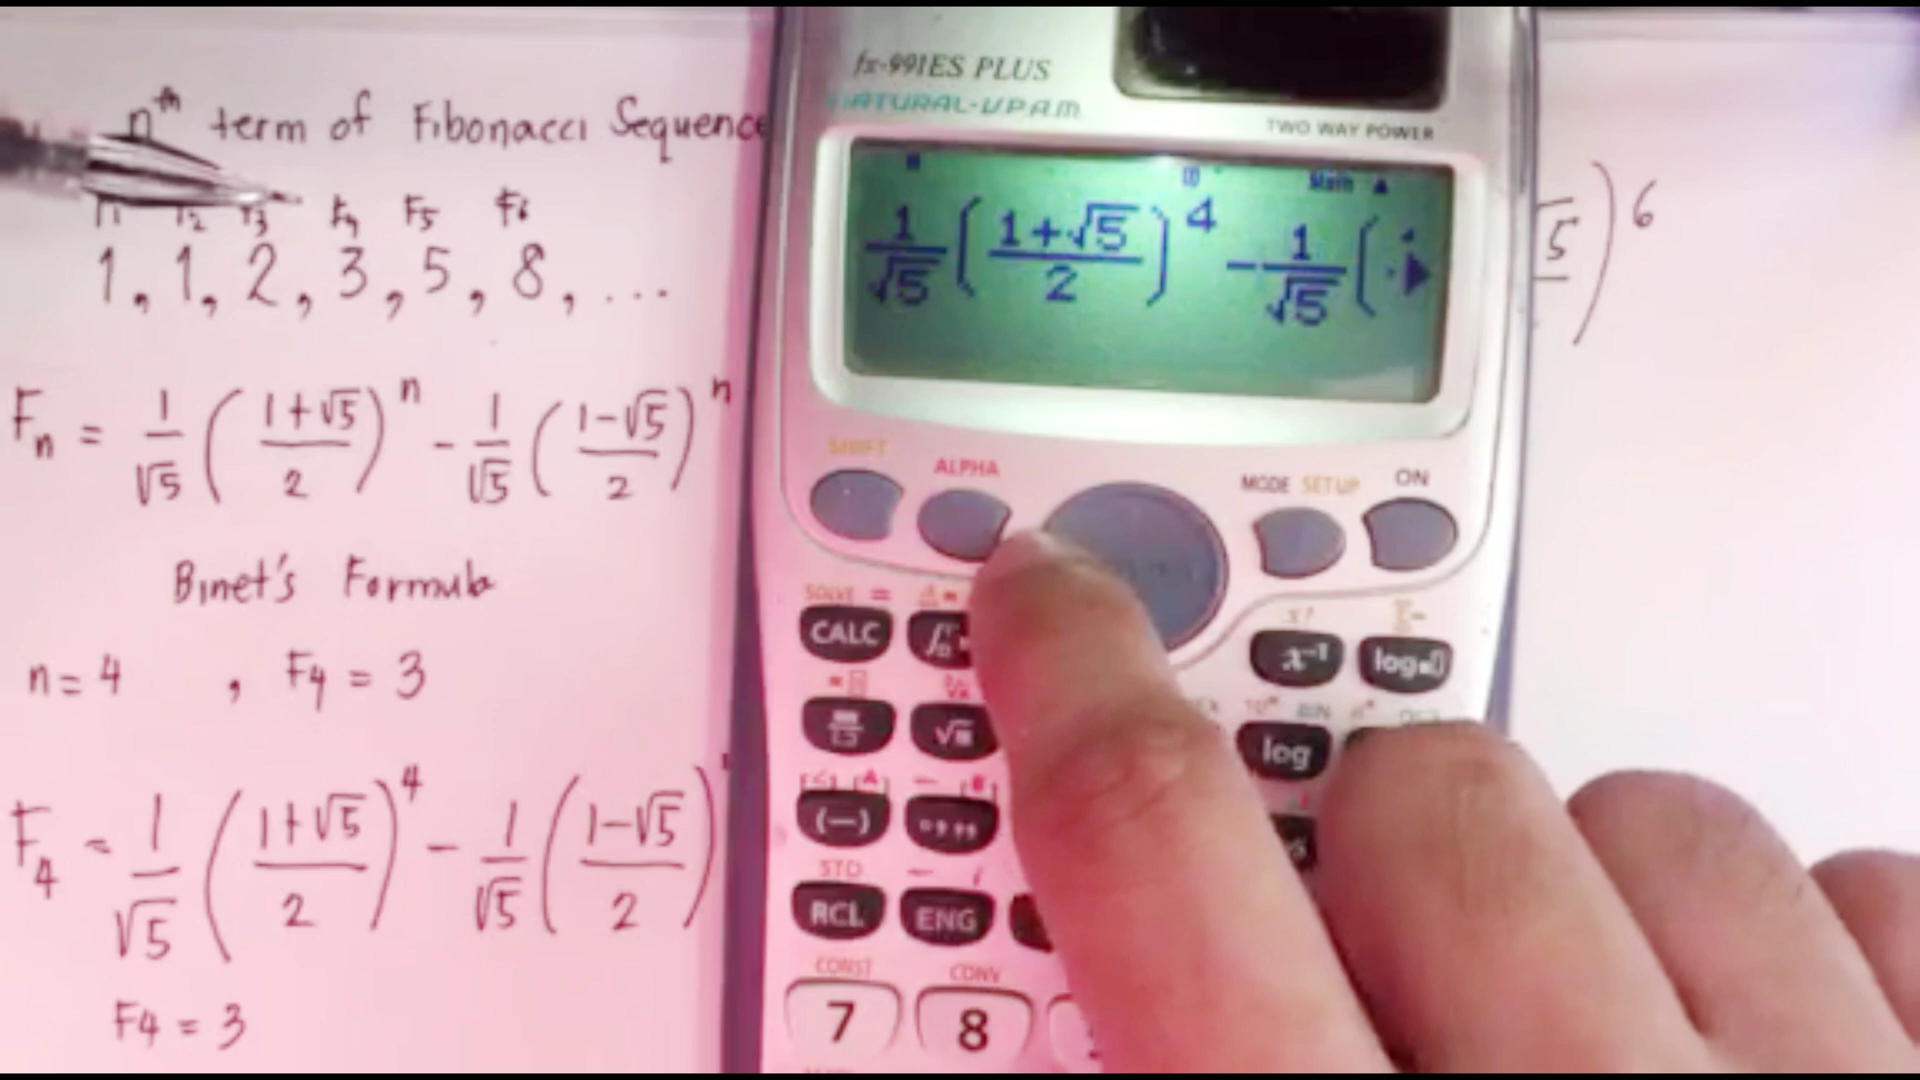 nth term of Fibonacci Sequence
F1 F2 F3 F4 F5 F6
1, 1, 2, 3, 5, 8, ...
Fn = 1/√5 ( (1+√5)/2 )^n - 1/√5 ( (1-√5)/2 )^n
Binet's Formula
n = 4 , F4 = 3
F4 = 1/√5 ( (1+√5)/2 )^4 - 1/√5 ( (1-√5)/2 )
F4 = 3
fx-991ES PLUS
NATURAL-V.P.A.M.
TWO WAY POWER
Math ▲
1/√5 ( (1+√5)/2 )^4 - 1/√5 (
SHIFT ALPHA MODE SETUP ON
SOLVE =
CALC
x!
x^-1 log
BIN
√
log
(—) °,,,
STO
RCL ENG
CONST CONV
7 8
5 )^6